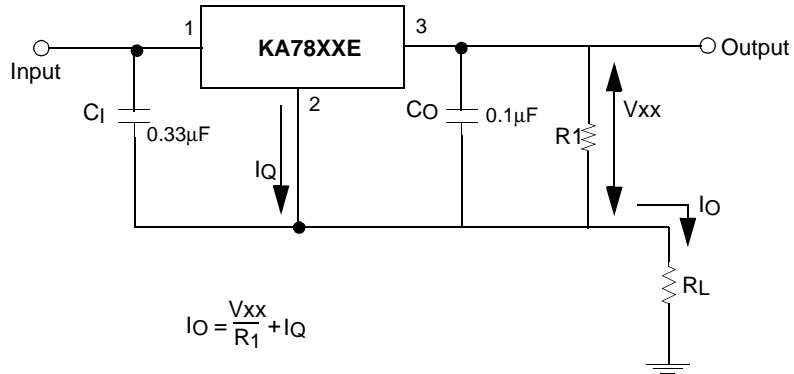 1
KA78XXE
3
Input
Output
CI
0.33μF
2
IQ
CO
0.1μF
R1
Vxx
IO
RL
IO = Vxx/R1 + IQ